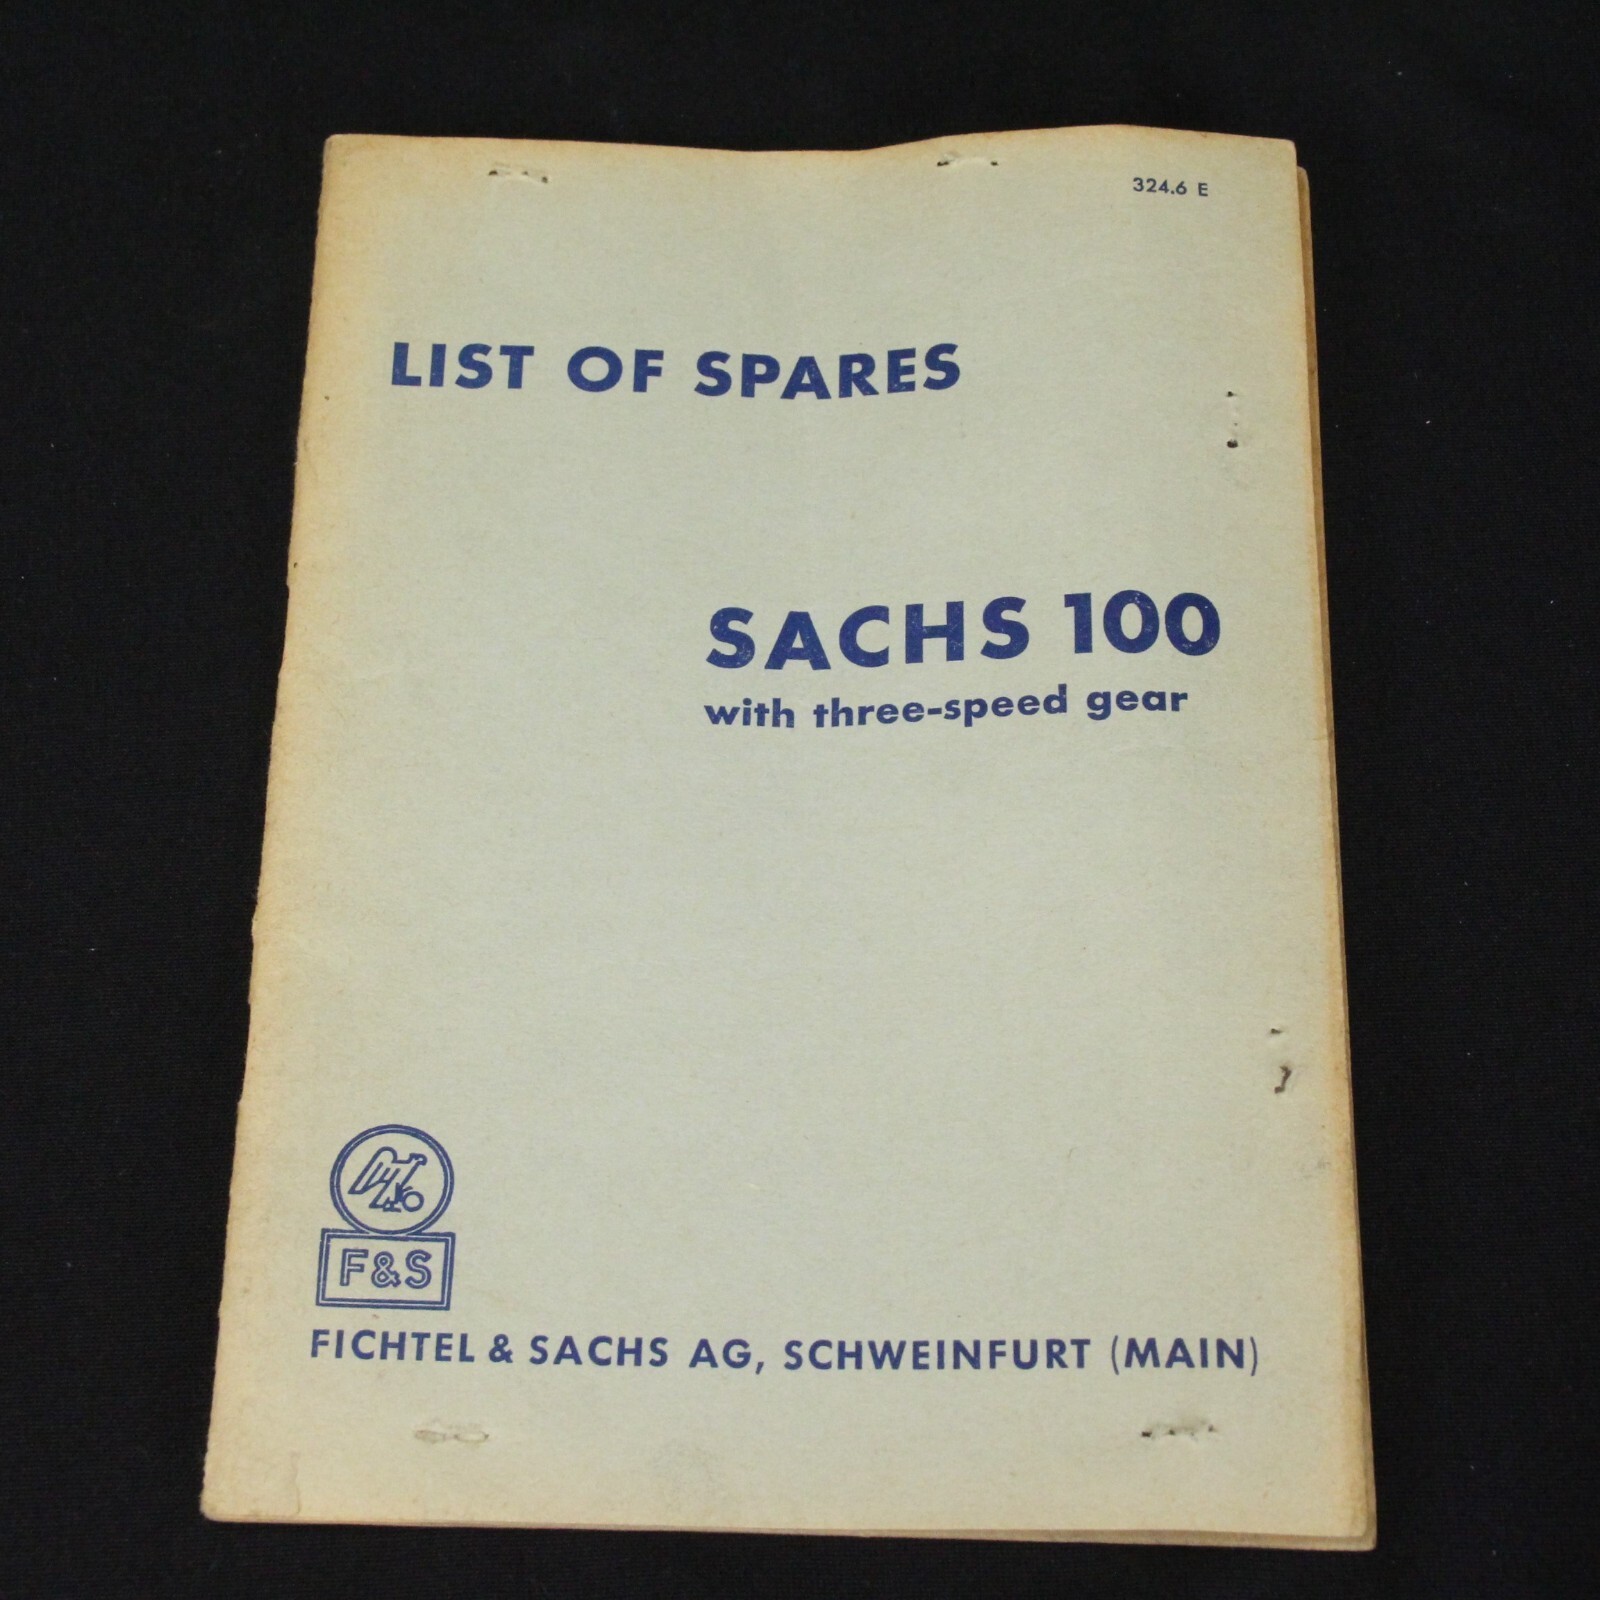 324.6 E
LIST OF SPARES
SACHS 100
with three-speed gear
F&S
FICHTEL & SACHS AG, SCHWEINFURT (MAIN)